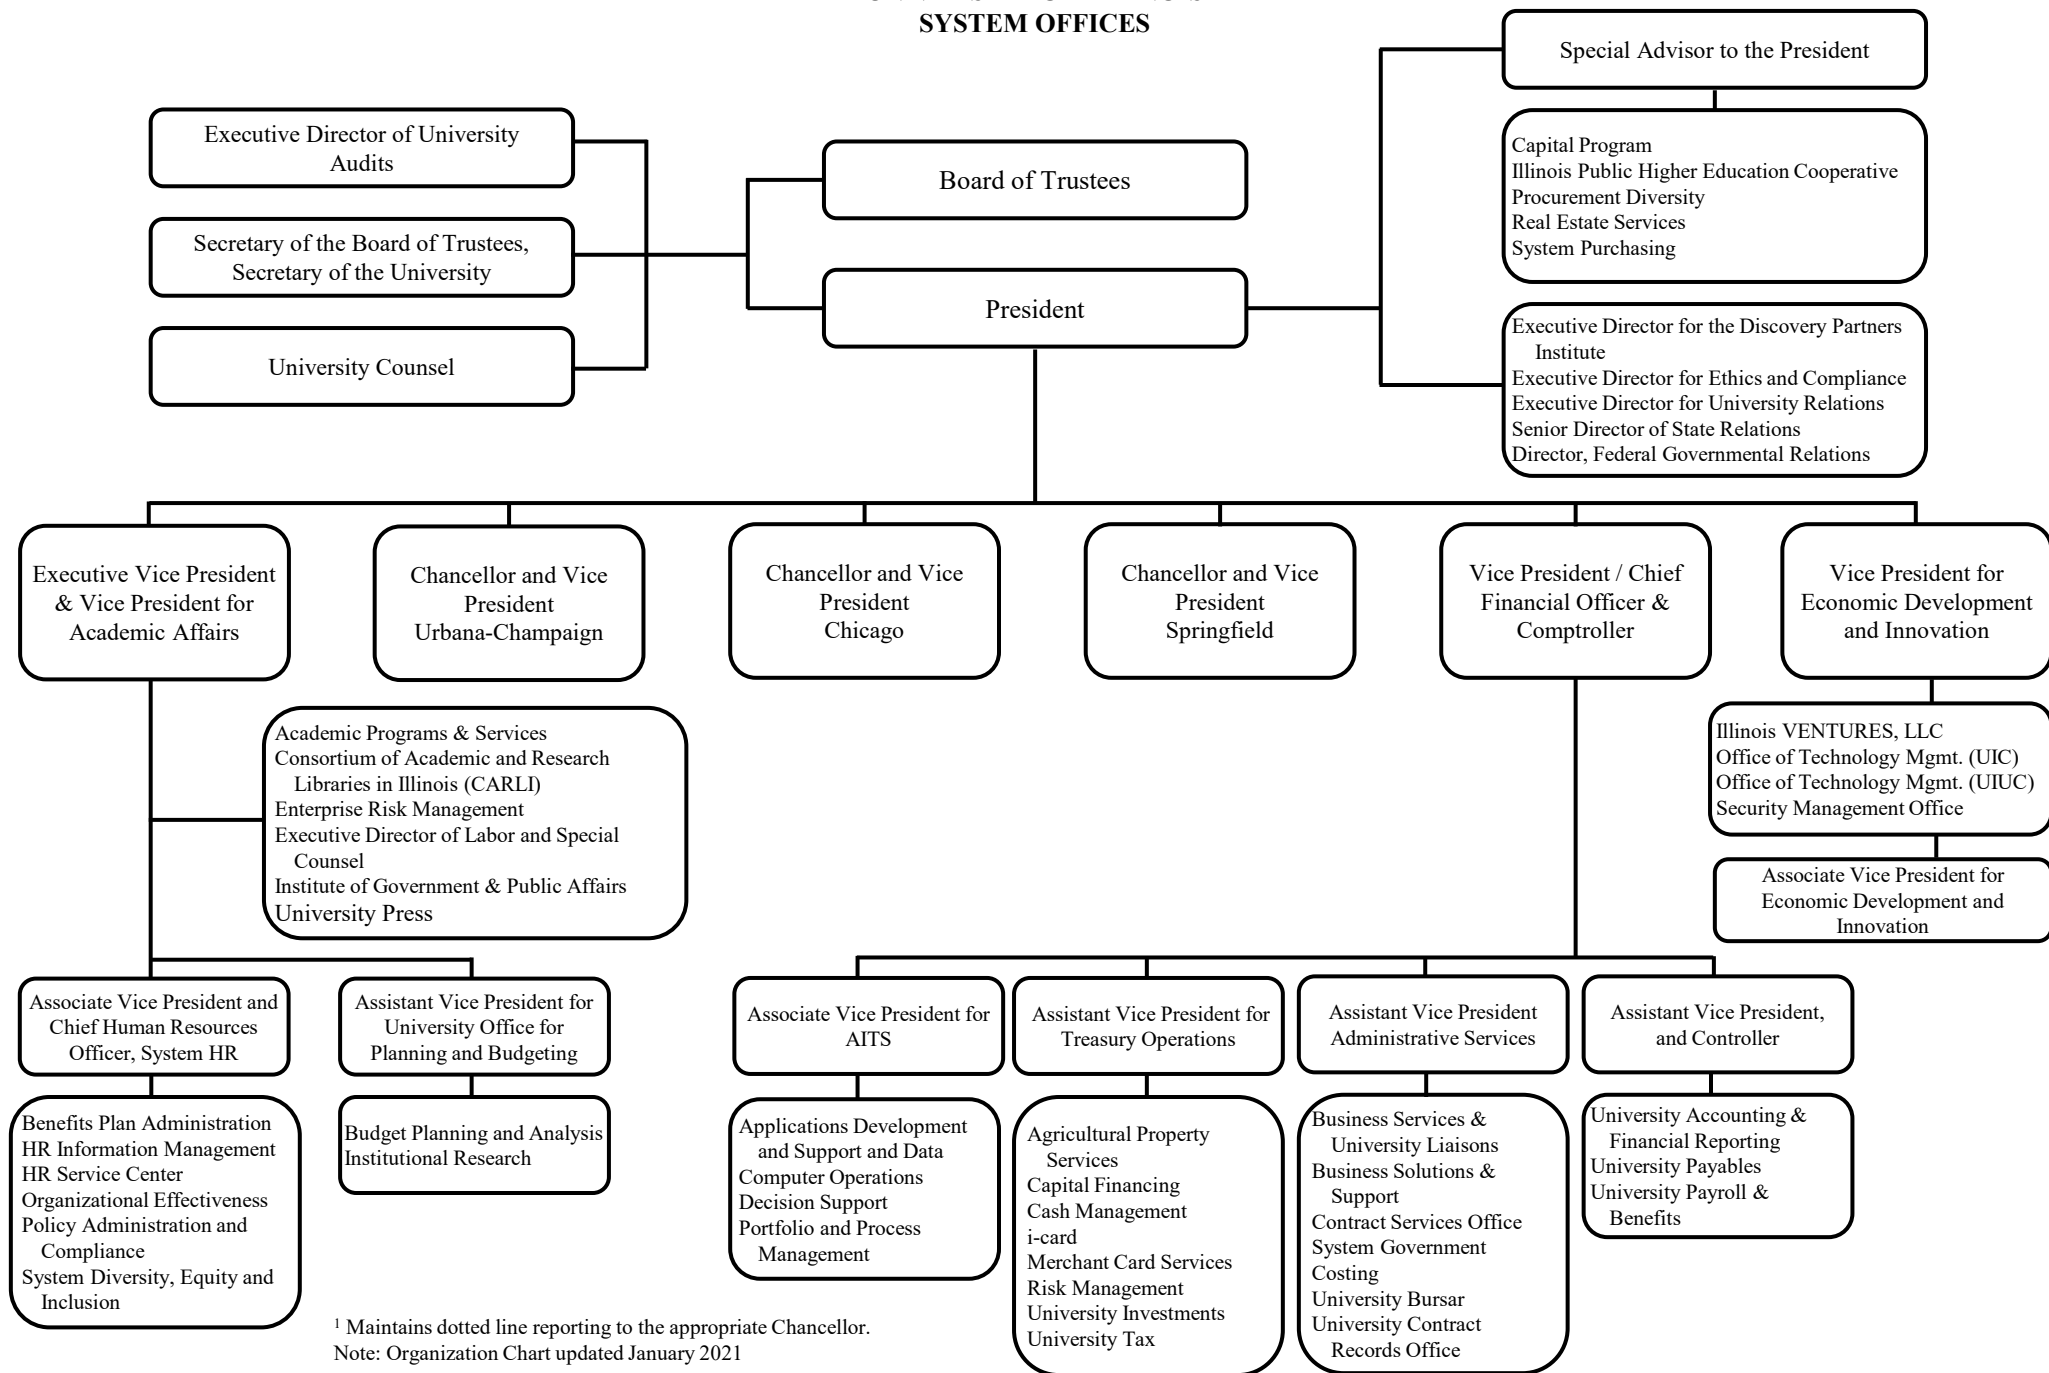 SYSTEM OFFICES
Special Advisor to the President
Capital Program
Illinois Public Higher Education Cooperative
Procurement Diversity
Real Estate Services
System Purchasing
Executive Director of University
Audits
Board of Trustees
Secretary of the Board of Trustees,
Secretary of the University
President
University Counsel
Executive Director for the Discovery Partners
Institute
Executive Director for Ethics and Compliance
Executive Director for University Relations
Senior Director of State Relations
Director, Federal Governmental Relations
Executive Vice President
& Vice President for
Academic Affairs
Chancellor and Vice
President
Urbana-Champaign
Chancellor and Vice
President
Chicago
Chancellor and Vice
President
Springfield
Vice President / Chief
Financial Officer &
Comptroller
Vice President for
Economic Development
and Innovation
Academic Programs & Services
Consortium of Academic and Research
Libraries in Illinois (CARLI)
Enterprise Risk Management
Executive Director of Labor and Special
Counsel
Institute of Government & Public Affairs
University Press
Illinois VENTURES, LLC
Office of Technology Mgmt. (UIC)
Office of Technology Mgmt. (UIUC)
Security Management Office
Associate Vice President for
Economic Development and
Innovation
Associate Vice President and
Chief Human Resources
Officer, System HR
Assistant Vice President for
University Office for
Planning and Budgeting
Associate Vice President for
AITS
Assistant Vice President for
Treasury Operations
Assistant Vice President
Administrative Services
Assistant Vice President,
and Controller
Benefits Plan Administration
HR Information Management
HR Service Center
Organizational Effectiveness
Policy Administration and
Compliance
System Diversity, Equity and
Inclusion
Budget Planning and Analysis
Institutional Research
Applications Development
and Support and Data
Computer Operations
Decision Support
Portfolio and Process
Management
Agricultural Property
Services
Capital Financing
Cash Management
i-card
Merchant Card Services
Risk Management
University Investments
University Tax
Business Services &
University Liaisons
Business Solutions &
Support
Contract Services Office
System Government
Costing
University Bursar
University Contract
Records Office
University Accounting &
Financial Reporting
University Payables
University Payroll &
Benefits
1 Maintains dotted line reporting to the appropriate Chancellor.
Note: Organization Chart updated January 2021